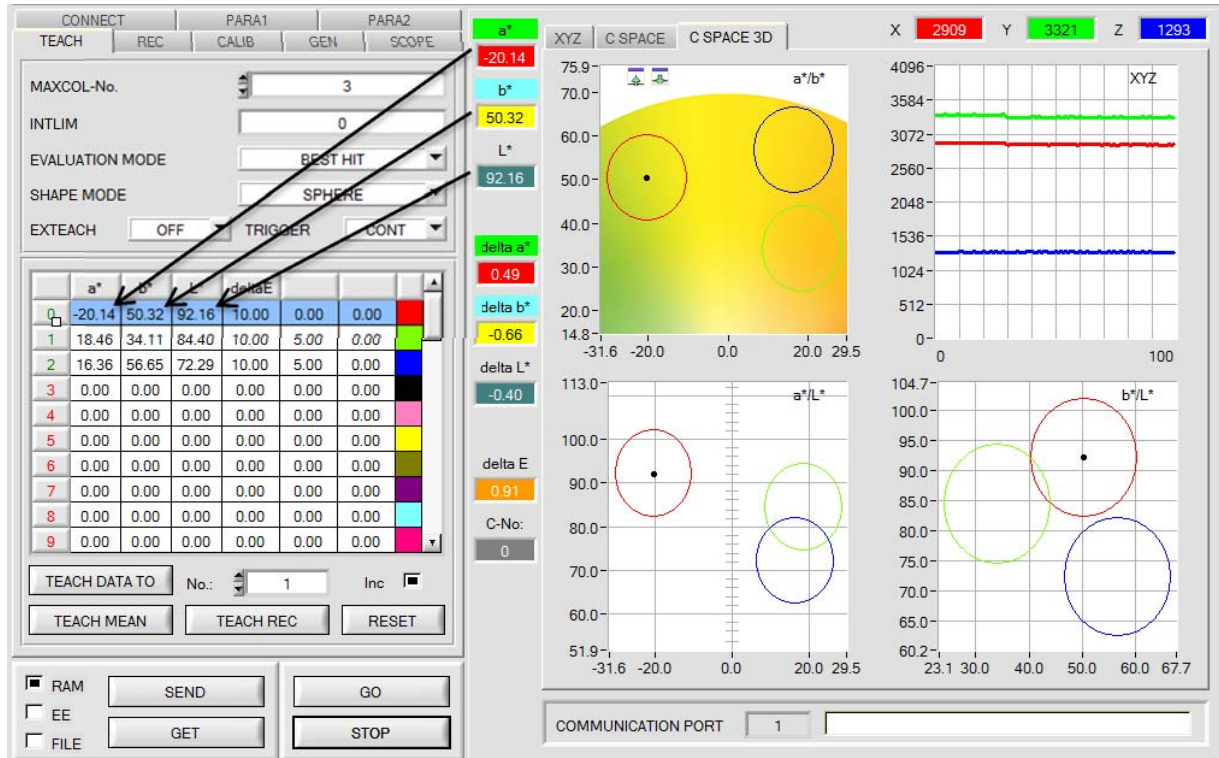 CONNECT PARA1 PARA2
TEACH REC CALIB GEN SCOPE
MAXCOL-No. 3
INTLIM 0
EVALUATION MODE BEST HIT
SHAPE MODE SPHERE
EXTEACH OFF TRIGGER CONT
a* b* L* deltaE
0 -20.14 50.32 92.16 10.00 0.00 0.00
1 18.46 34.11 84.40 10.00 5.00 0.00
2 16.36 56.65 72.29 10.00 5.00 0.00
3 0.00 0.00 0.00 0.00 0.00 0.00
4 0.00 0.00 0.00 0.00 0.00 0.00
5 0.00 0.00 0.00 0.00 0.00 0.00
6 0.00 0.00 0.00 0.00 0.00 0.00
7 0.00 0.00 0.00 0.00 0.00 0.00
8 0.00 0.00 0.00 0.00 0.00 0.00
9 0.00 0.00 0.00 0.00 0.00 0.00
TEACH DATA TO No.: 1 Inc
TEACH MEAN TEACH REC RESET
RAM SEND GO
EE
FILE GET STOP
a*
-20.14
b*
50.32
L*
92.16
delta a*
0.49
delta b*
-0.66
delta L*
-0.40
delta E
0.91
C-No:
0
XYZ C SPACE C SPACE 3D
X 2909 Y 3321 Z 1293
a*/b*
75.9
70.0
60.0
50.0
40.0
30.0
20.0
14.8
-31.6 -20.0 0.0 20.0 29.5
XYZ
4096
3584
3072
2560
2048
1536
1024
512
0
0 100
a*/L*
113.0
100.0
90.0
80.0
70.0
60.0
51.9
-31.6 -20.0 0.0 20.0 29.5
b*/L*
104.7
100.0
95.0
90.0
85.0
80.0
75.0
70.0
65.0
60.2
23.1 30.0 40.0 50.0 60.0 67.7
COMMUNICATION PORT 1